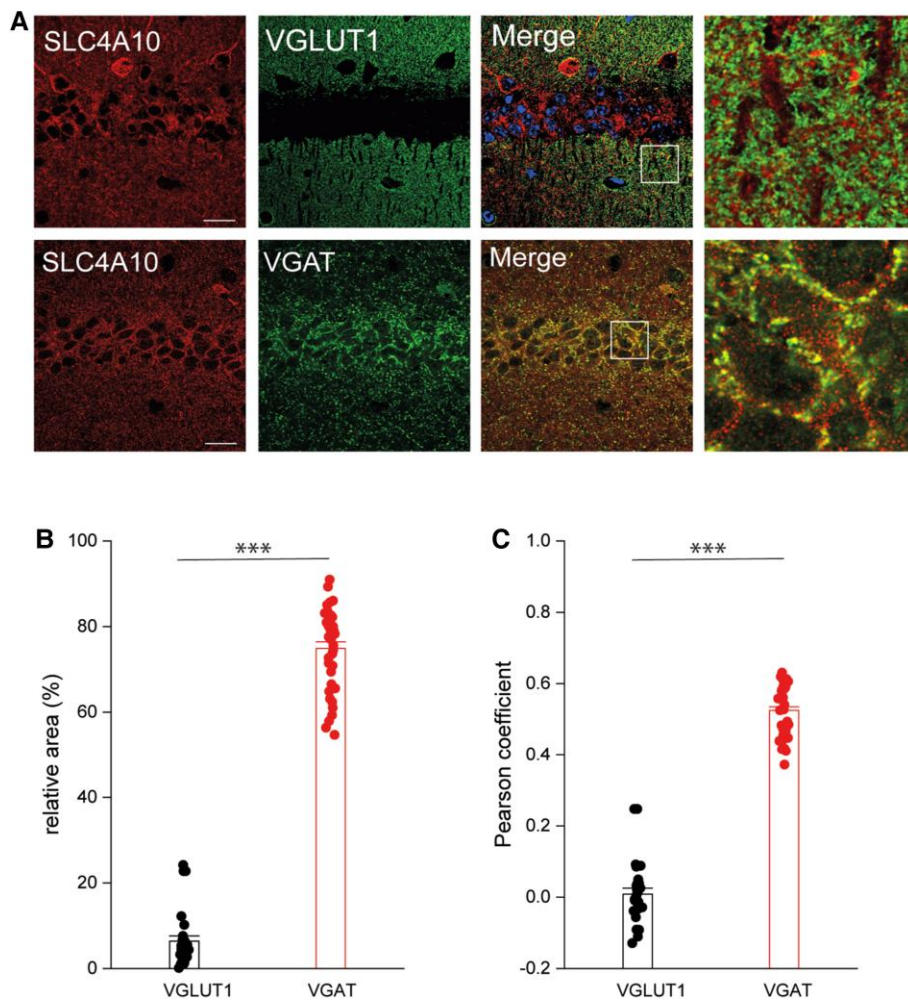 A
SLC4A10 VGLUT1 Merge
SLC4A10 VGAT Merge
B
***
relative area (%)
100
80
60
40
20
0
VGLUT1 VGAT
C
***
Pearson coefficient
1.0
0.8
0.6
0.4
0.2
0.0
-0.2
VGLUT1 VGAT